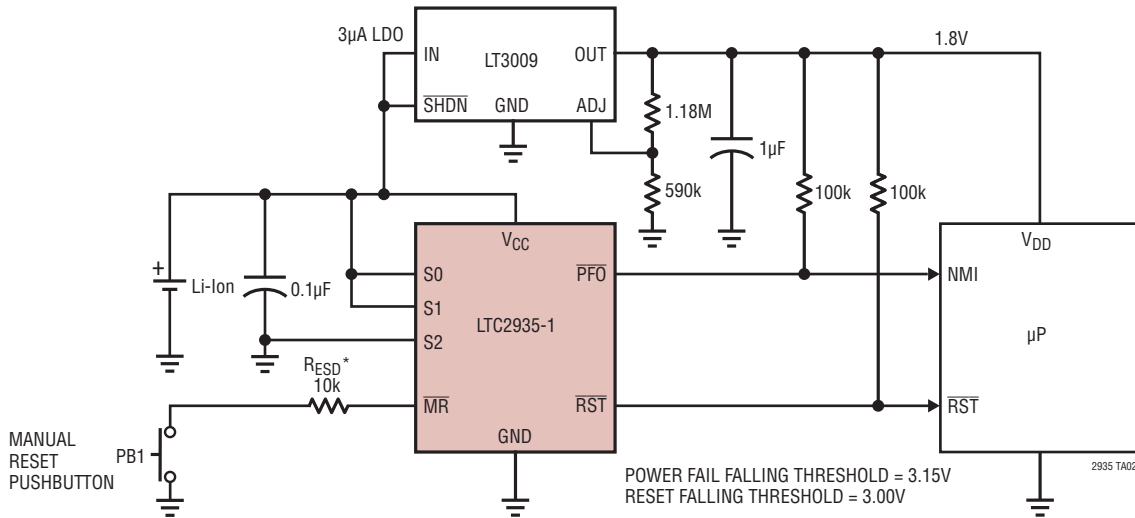 3µA LDO
IN
LT3009
OUT
1.8V
SHDN
GND
ADJ
1.18M
1µF
590k
100k
100k
VCC
VDD
+
Li-Ion
0.1µF
S0
S1
S2
PFO
NMI
LTC2935-1
µP
RESD*
10k
MR
RST
RST
GND
MANUAL
RESET
PUSHBUTTON
PB1
POWER FAIL FALLING THRESHOLD = 3.15V
RESET FALLING THRESHOLD = 3.00V
2935 TA02